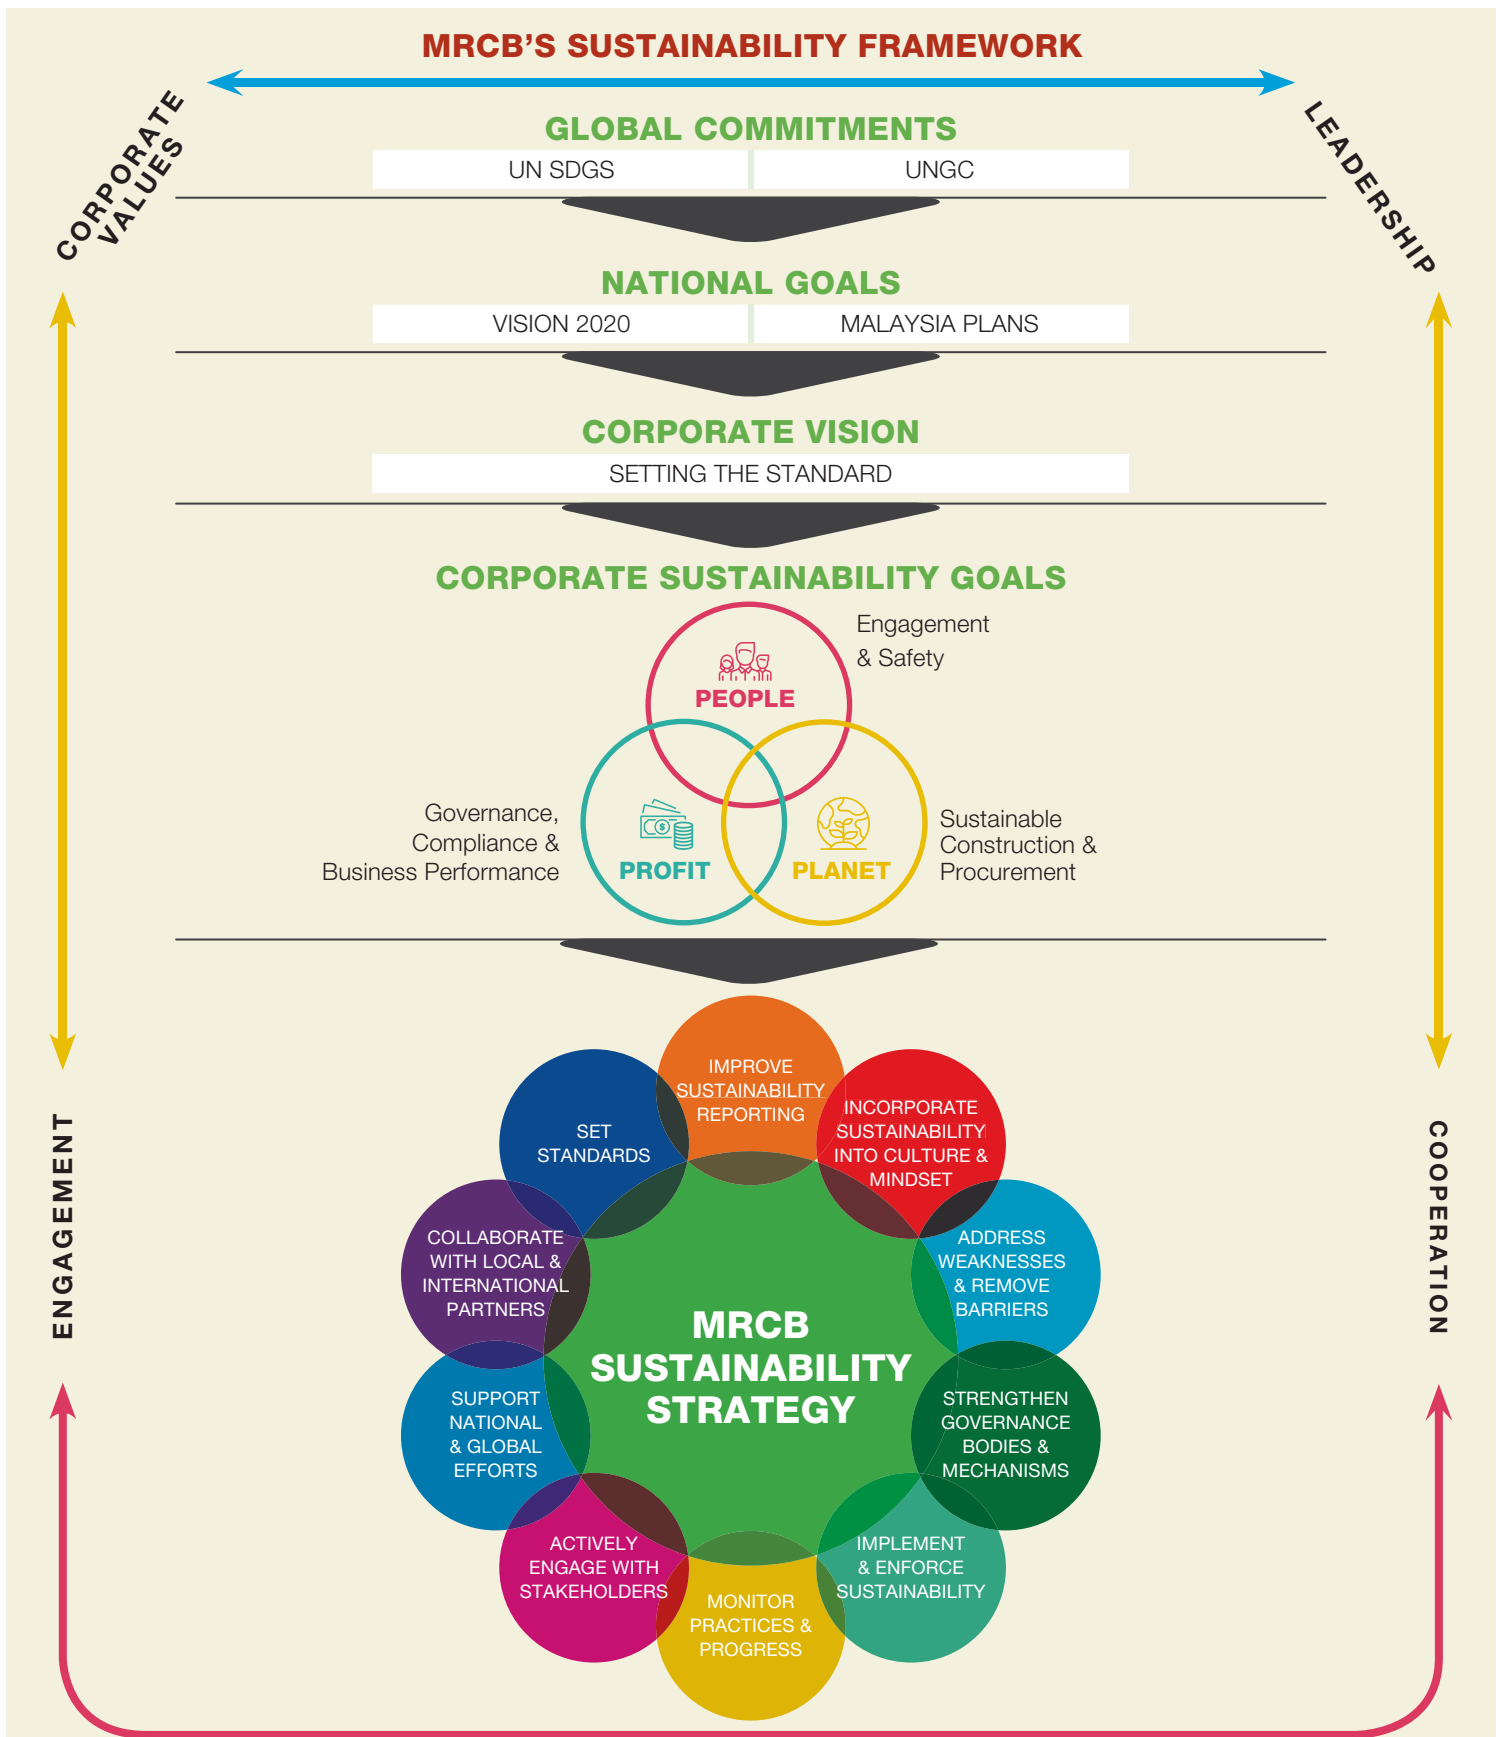 MRCB'S SUSTAINABILITY FRAMEWORK
CORPORATE
VALUES
LEADERSHIP
GLOBAL COMMITMENTS
UN SDGS
UNGC
NATIONAL GOALS
VISION 2020
MALAYSIA PLANS
CORPORATE VISION
SETTING THE STANDARD
CORPORATE SUSTAINABILITY GOALS
Engagement
& Safety
PEOPLE
Governance,
Compliance &
Business Performance
PROFIT
PLANET
Sustainable
Construction &
Procurement
ENGAGEMENT
COOPERATION
IMPROVE
SUSTAINABILITY
REPORTING
INCORPORATE
SUSTAINABILITY
INTO CULTURE &
MINDSET
ADDRESS
WEAKNESSES
& REMOVE
BARRIERS
STRENGTHEN
GOVERNANCE
BODIES &
MECHANISMS
IMPLEMENT
& ENFORCE
SUSTAINABILITY
MONITOR
PRACTICES &
PROGRESS
ACTIVELY
ENGAGE WITH
STAKEHOLDERS
SUPPORT
NATIONAL
& GLOBAL
EFFORTS
COLLABORATE
WITH LOCAL &
INTERNATIONAL
PARTNERS
SET
STANDARDS
MRCB
SUSTAINABILITY
STRATEGY